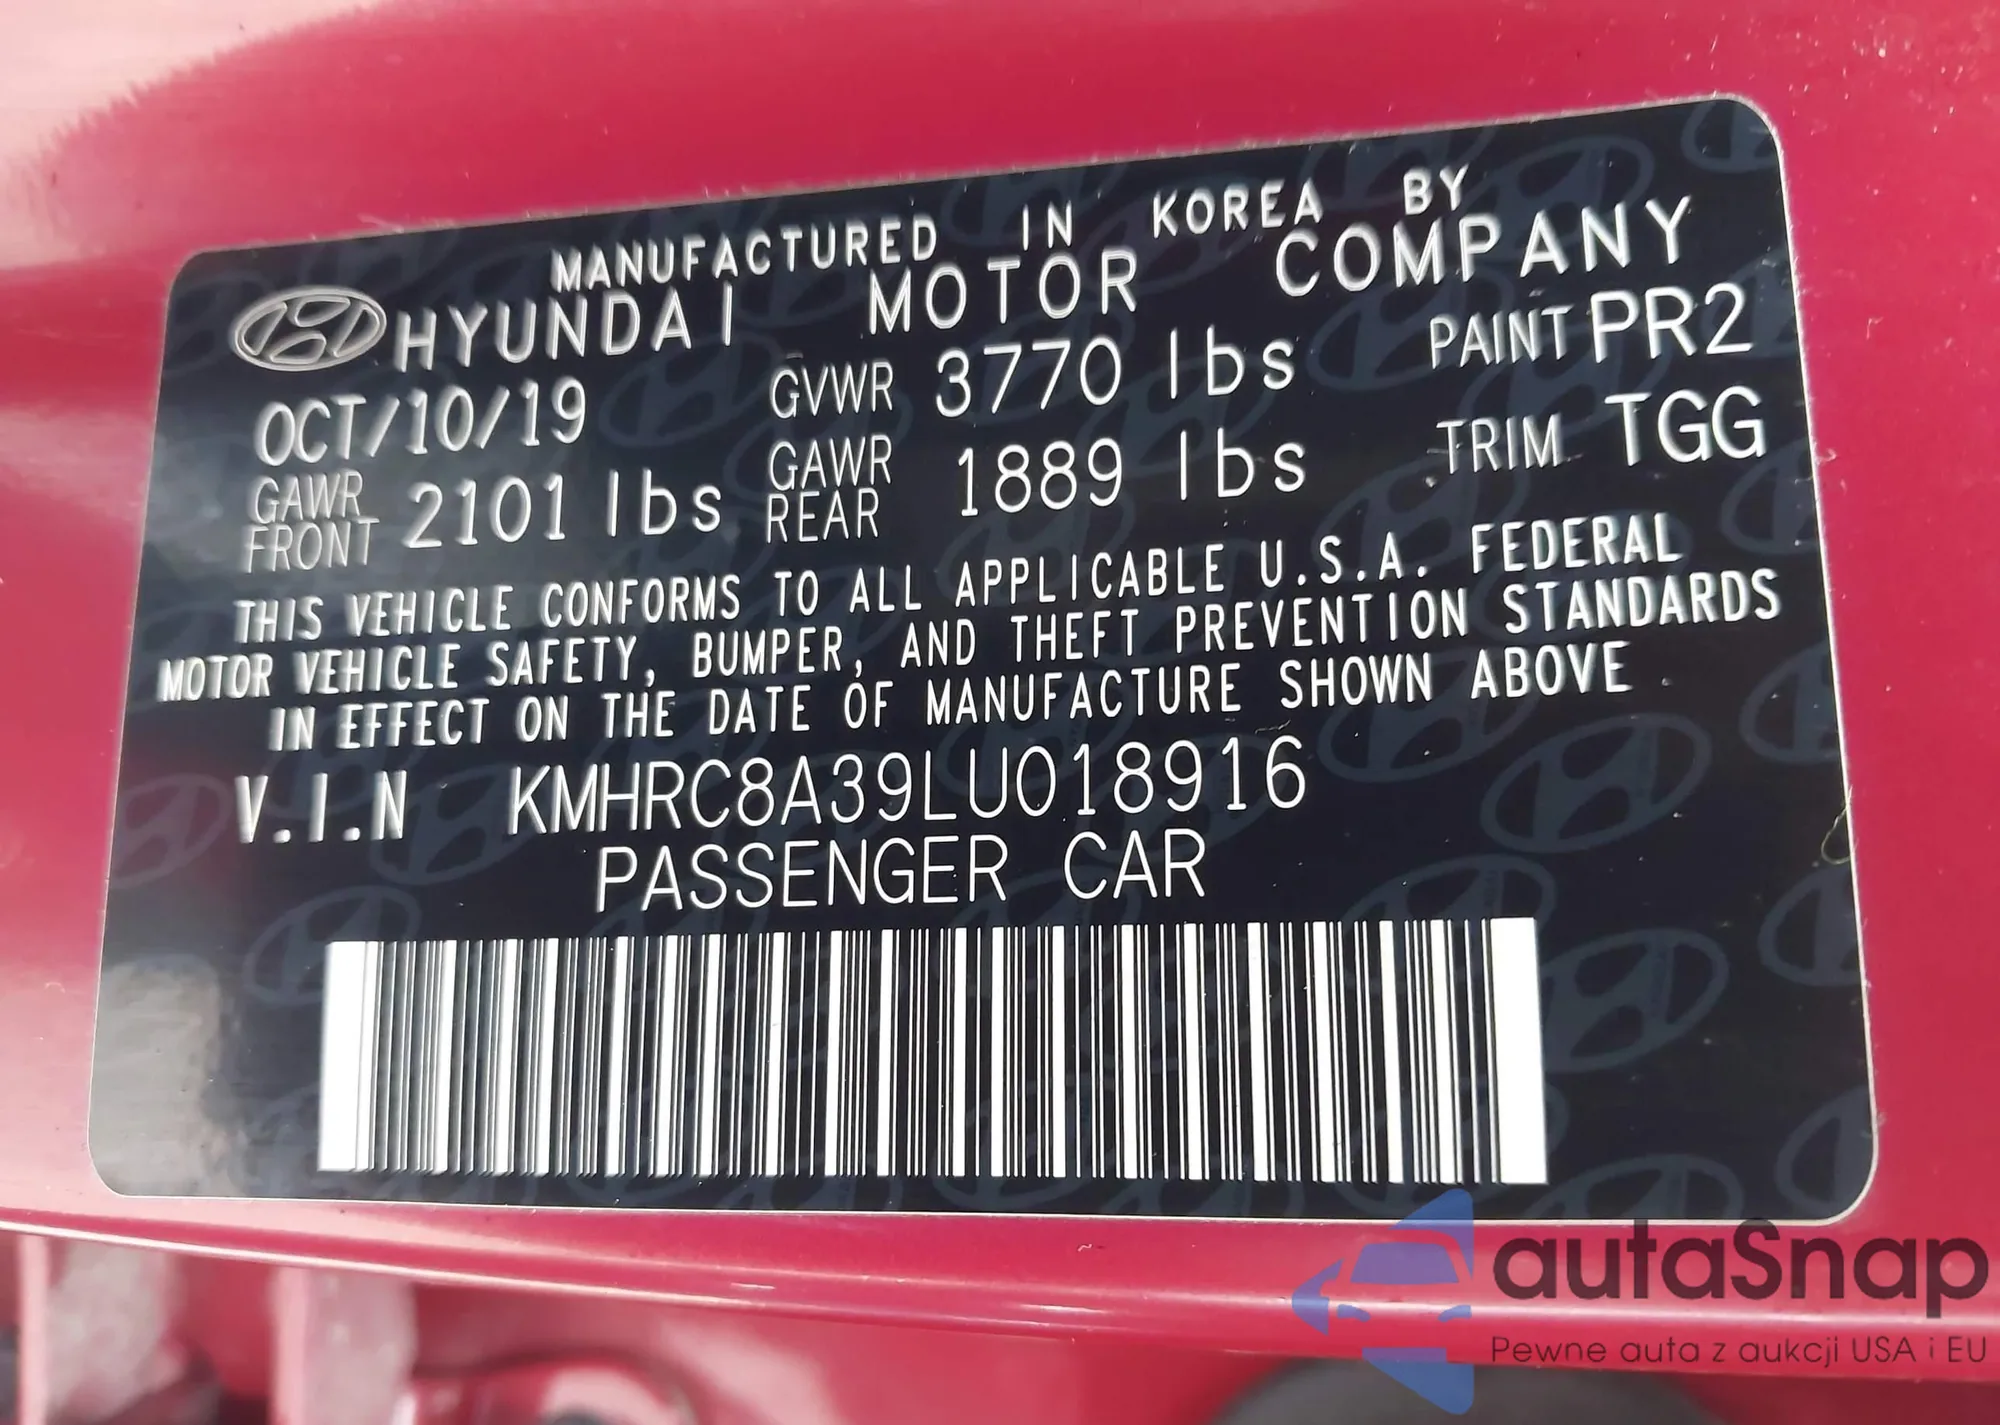 MANUFACTURED IN KOREA BY
HYUNDAI MOTOR COMPANY
OCT/10/19 GVWR 3770 lbs PAINT PR2
GAWR FRONT 2101 lbs GAWR REAR 1889 lbs TRIM TGG
THIS VEHICLE CONFORMS TO ALL APPLICABLE U.S.A. FEDERAL
MOTOR VEHICLE SAFETY, BUMPER, AND THEFT PREVENTION STANDARDS
IN EFFECT ON THE DATE OF MANUFACTURE SHOWN ABOVE
V.I.N KMHRC8A39LU018916
PASSENGER CAR
autaSnap
Pewne auta z aukcji USA i EU